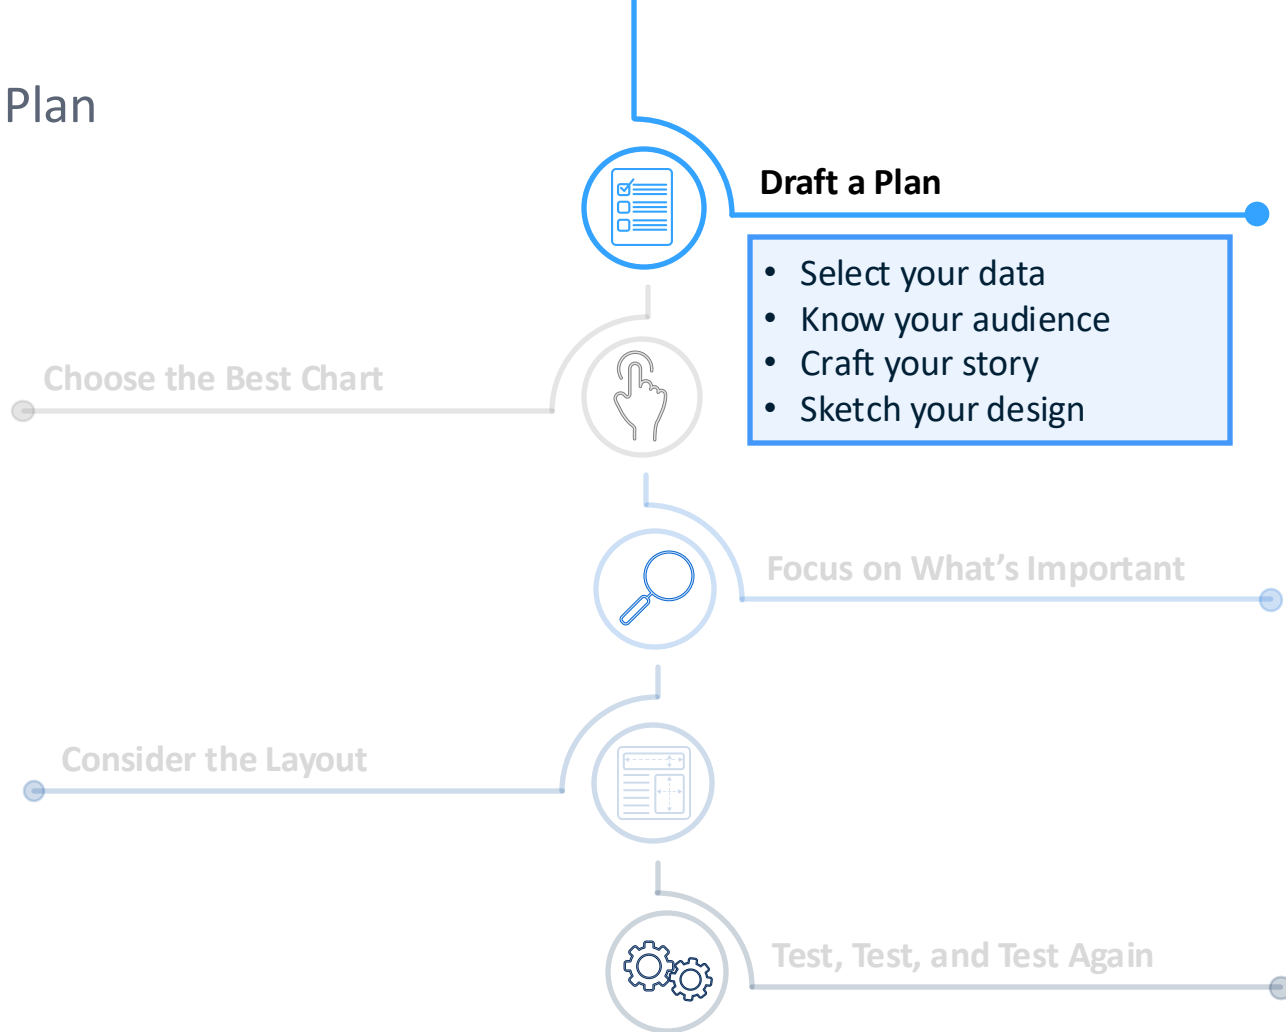 Plan
Draft a Plan
• Select your data
• Know your audience
• Craft your story
• Sketch your design
Choose the Best Chart
Focus on What’s Important
Consider the Layout
Test, Test, and Test Again